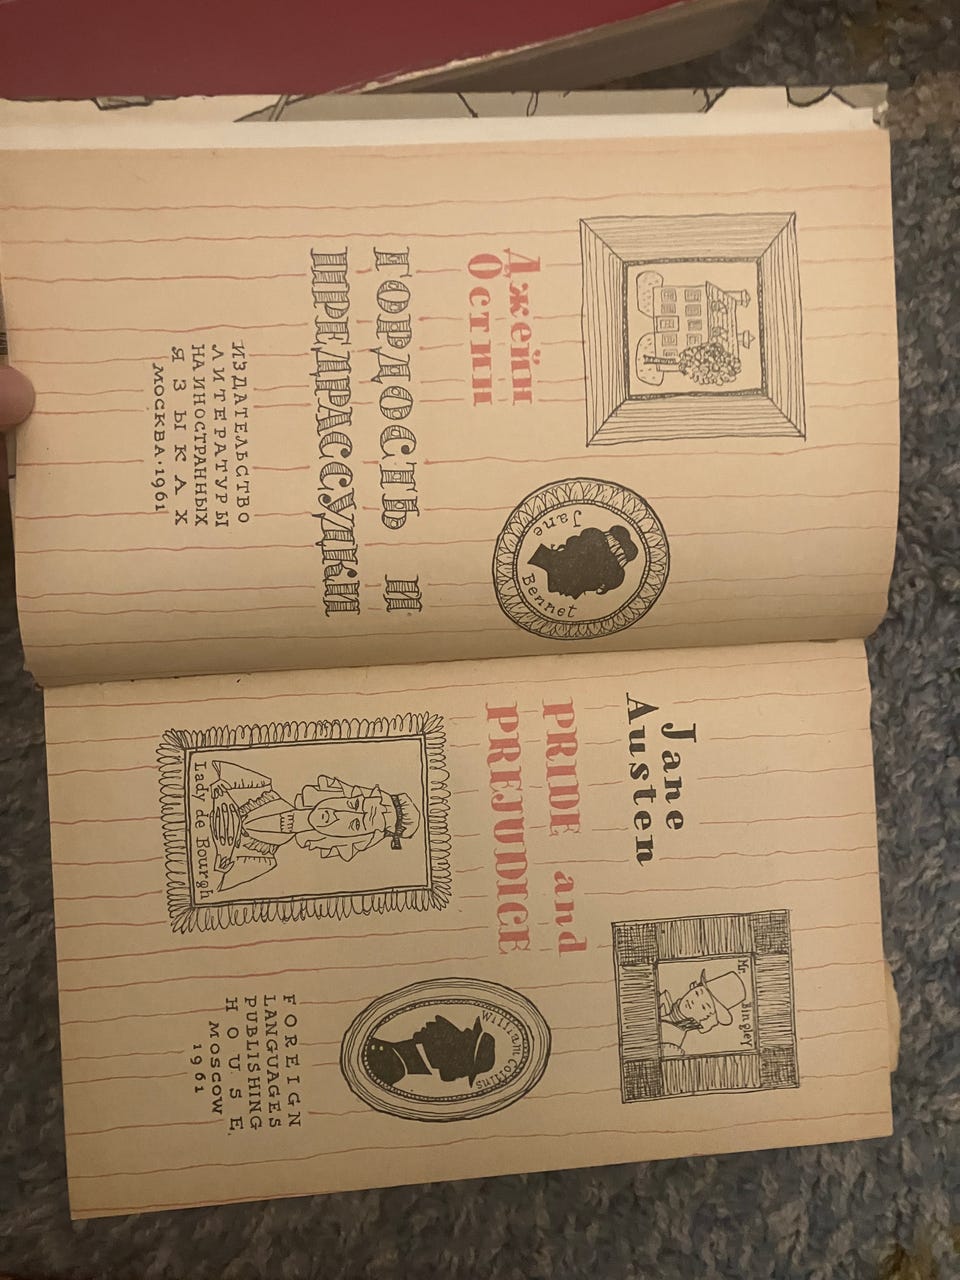 Джейн
Остин
ГОРДОСТЬ И
ПРЕДРАССУДКИ
ИЗДАТЕЛЬСТВО
ЛИТЕРАТУРЫ
НА ИНОСТРАННЫХ
ЯЗЫКАХ
МОСКВА·1961
Jane
Bennet
Jane
Austen
PRIDE and
PREJUDICE
Mr. Bingley
Lady de Bourgh
William Collins
FOREIGN
LANGUAGES
PUBLISHING
HOUSE
MOSCOW
1961